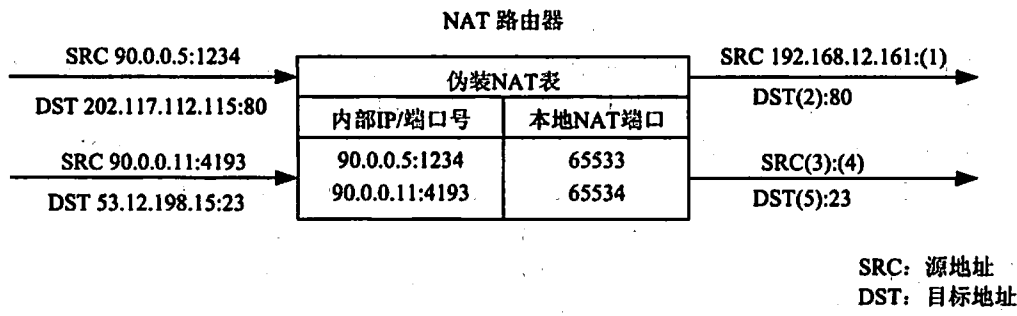 NAT 路由器
SRC 90.0.0.5:1234
DST 202.117.112.115:80
SRC 90.0.0.11:4193
DST 53.12.198.15:23
伪装NAT表
内部IP/端口号 本地NAT端口
90.0.0.5:1234 65533
90.0.0.11:4193 65534
SRC 192.168.12.161:(1)
DST(2):80
SRC(3):(4)
DST(5):23
SRC：源地址
DST：目标地址